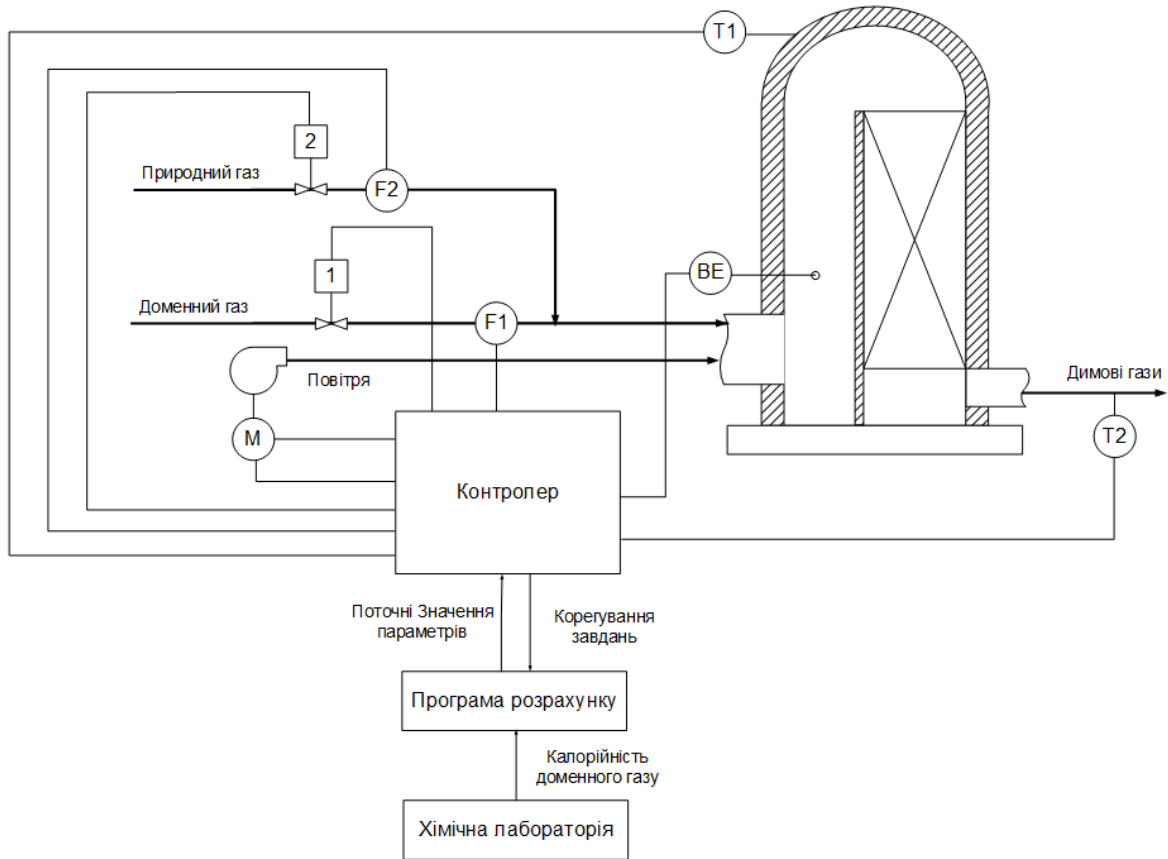 T1
2
Природний газ
F2
1
BE
Доменний газ
F1
Повітря
Димові гази
M
T2
Контролер
Поточні Значення
параметрів
Корегування
завдань
Програма розрахунку
Калорійність
доменного газу
Хімічна лабораторія